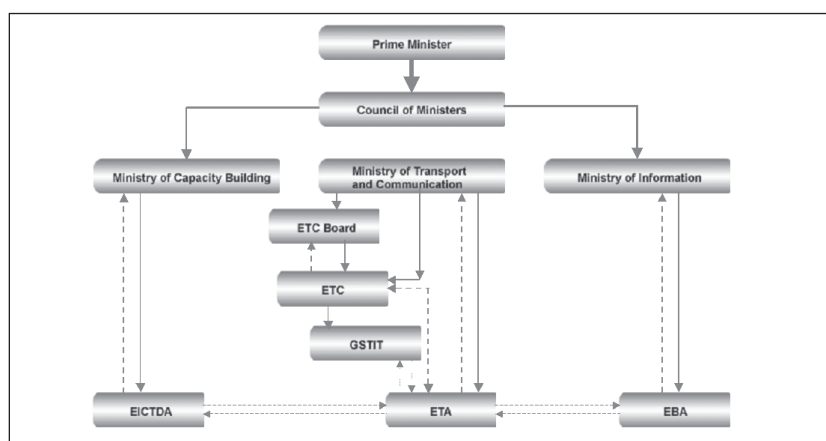 Prime Minister
Council of Ministers
Ministry of Capacity Building
Ministry of Transport
and Communication
Ministry of Information
ETC Board
ETC
GSTIT
EICTDA
ETA
EBA